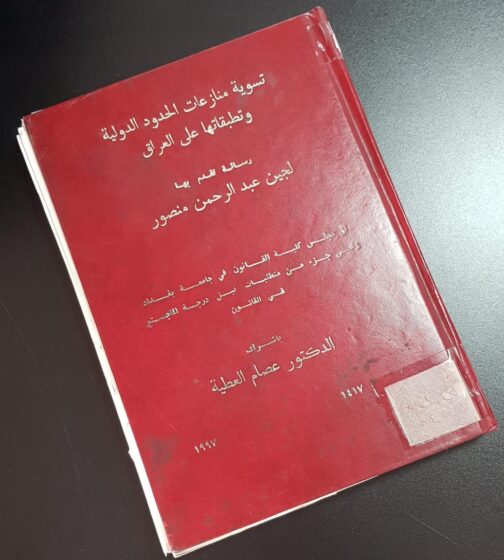 تسوية منازعات الحدود الدولية
وتطبقاتها على العراق
رسالة تقدم بها
لجين عبد الرحمن منصور
الى مجلس كلية القانون في جامعة بغداد
وهي جزء من متطلبات نيل درجة الماجستير
في القانون
باشراف
الدكتور عصام العطية
١٤١٧
١٩٩٧